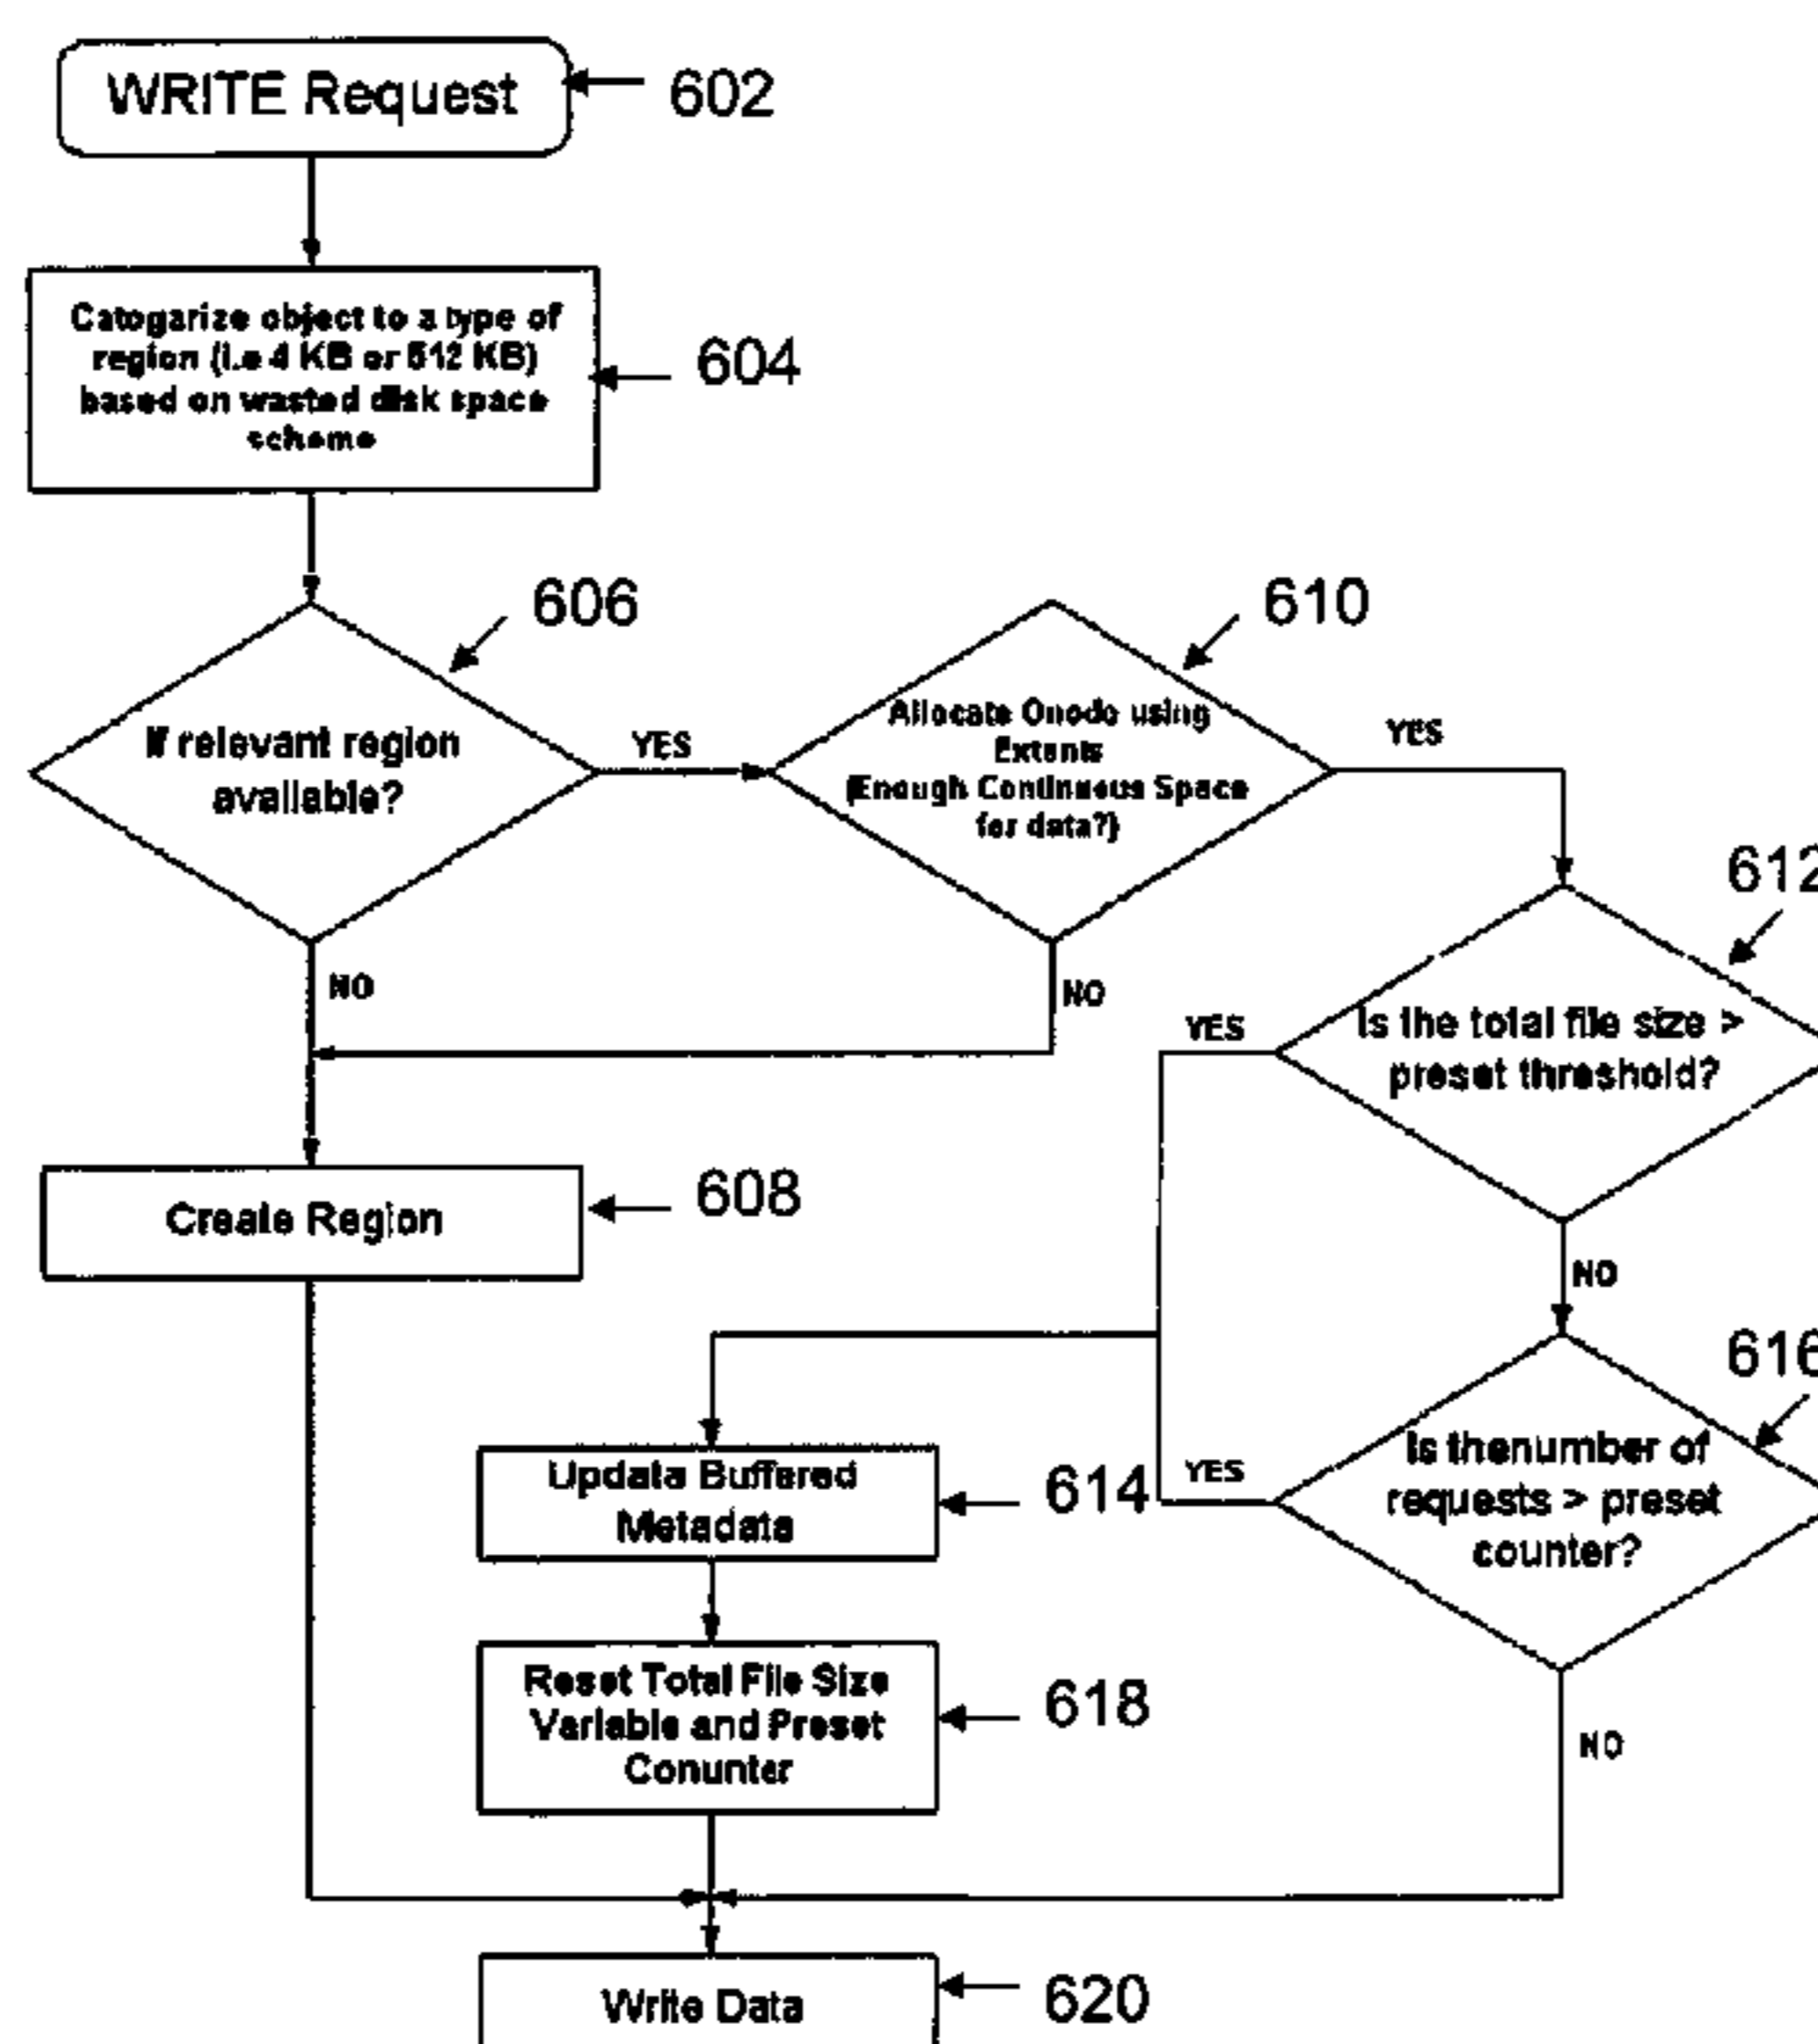 WRITE Request
602
Catogarize object to a type of
region (i.e 4 KB or 512 KB)
based on wasted disk space
scheme
604
606
If relevant region
available?
YES
NO
610
Allocate Onode using
Extents
(Enough Continuous Space
for data?)
YES
NO
612
Is the total file size >
preset threshold?
YES
NO
Create Region
608
616
Is thenumber of
requests > preset
counter?
YES
NO
Update Buffered
Metadata
614
Reset Total File Size
Variable and Preset
Conunter
618
Write Data
620